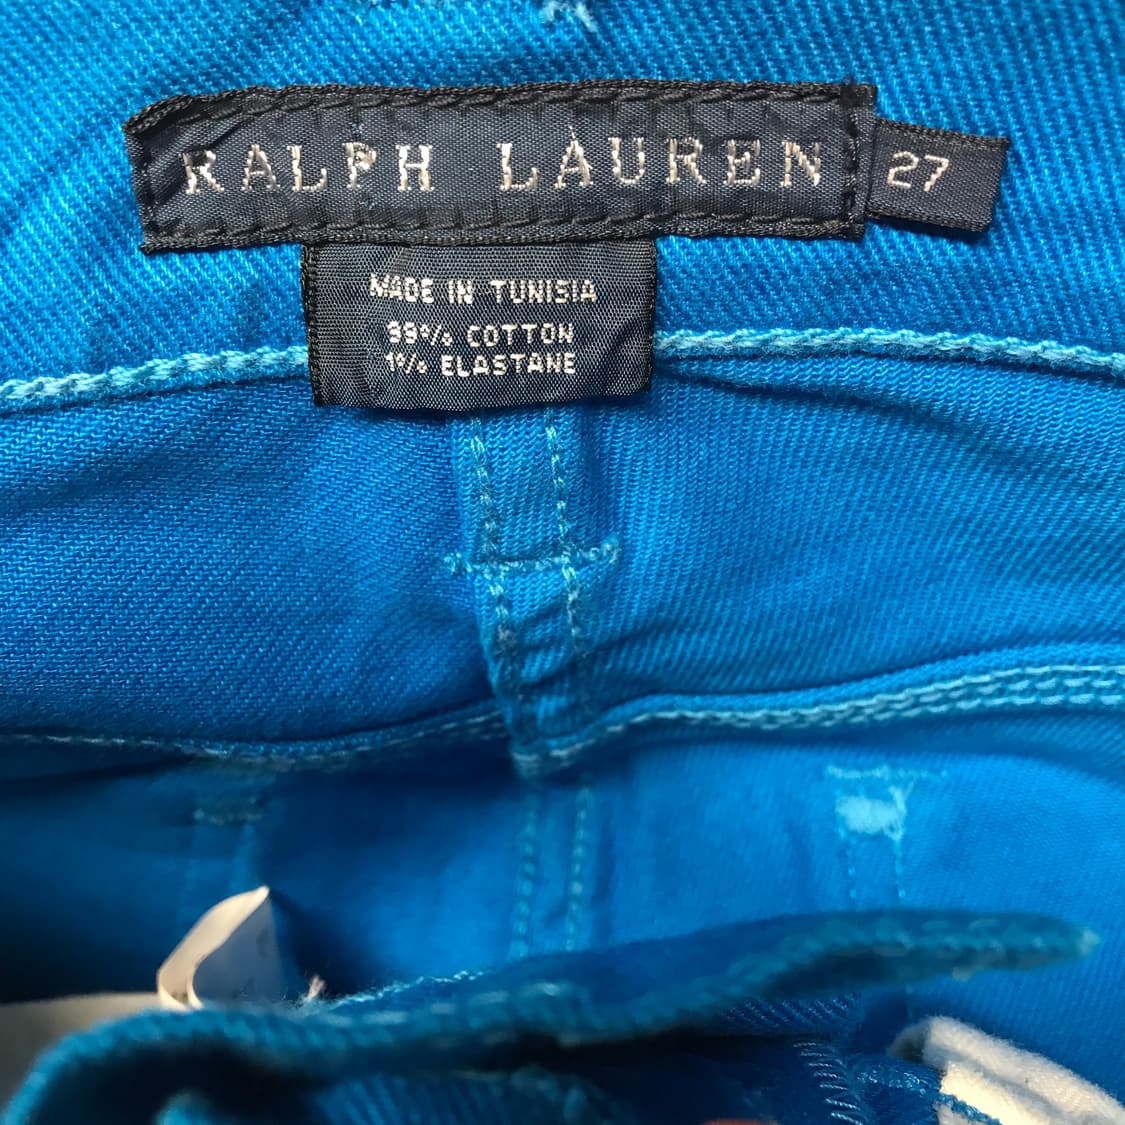 RALPH LAUREN
27
MADE IN TUNISIA
99% COTTON
1% ELASTANE